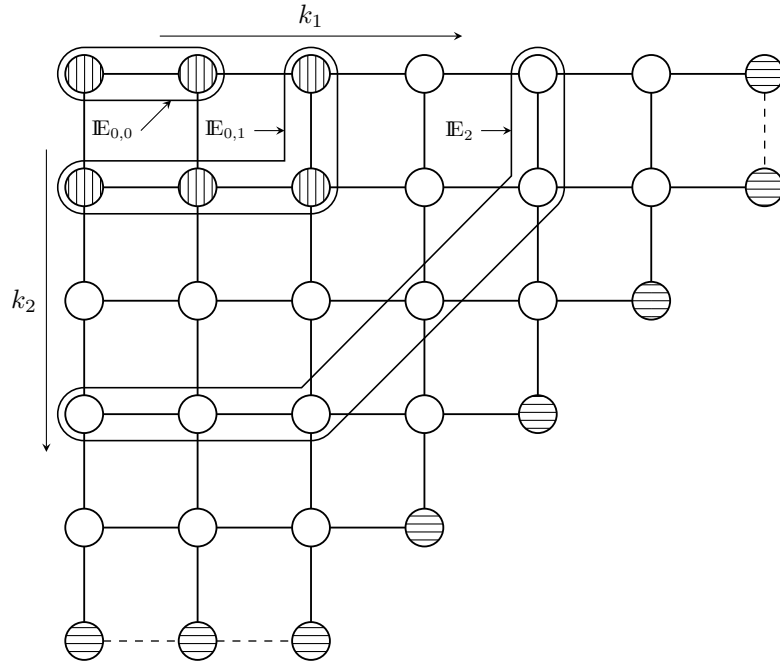 k₁
𝔼₀,₀
𝔼₀,₁
𝔼₂
k₂